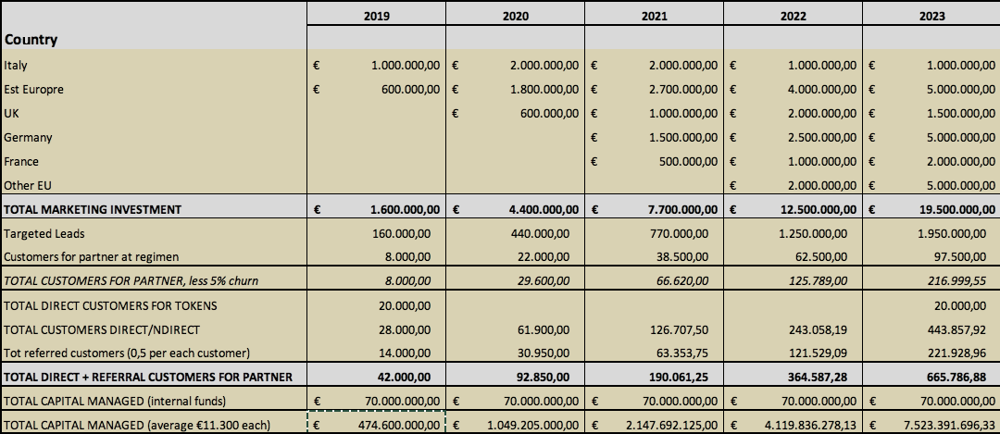 2019 2020 2021 2022 2023
Country
Italy € 1.000.000,00 € 2.000.000,00 € 2.000.000,00 € 1.000.000,00 € 1.000.000,00
Est Europre € 600.000,00 € 1.800.000,00 € 2.700.000,00 € 4.000.000,00 € 5.000.000,00
UK € 600.000,00 € 1.000.000,00 € 2.000.000,00 € 1.500.000,00
Germany € 1.500.000,00 € 2.500.000,00 € 5.000.000,00
France € 500.000,00 € 1.000.000,00 € 2.000.000,00
Other EU € 2.000.000,00 € 5.000.000,00
TOTAL MARKETING INVESTMENT € 1.600.000,00 € 4.400.000,00 € 7.700.000,00 € 12.500.000,00 € 19.500.000,00
Targeted Leads 160.000,00 440.000,00 770.000,00 1.250.000,00 1.950.000,00
Customers for partner at regimen 8.000,00 22.000,00 38.500,00 62.500,00 97.500,00
TOTAL CUSTOMERS FOR PARTNER, less 5% churn 8.000,00 29.600,00 66.620,00 125.789,00 216.999,55
TOTAL DIRECT CUSTOMERS FOR TOKENS 20.000,00 20.000,00
TOTAL CUSTOMERS DIRECT/NDIRECT 28.000,00 61.900,00 126.707,50 243.058,19 443.857,92
Tot referred customers (0,5 per each customer) 14.000,00 30.950,00 63.353,75 121.529,09 221.928,96
TOTAL DIRECT + REFERRAL CUSTOMERS FOR PARTNER 42.000,00 92.850,00 190.061,25 364.587,28 665.786,88
TOTAL CAPITAL MANAGED (internal funds) € 70.000.000,00 € 70.000.000,00 € 70.000.000,00 € 70.000.000,00 € 70.000.000,00
TOTAL CAPITAL MANAGED (average €11.300 each) € 474.600.000,00 € 1.049.205.000,00 € 2.147.692.125,00 € 4.119.836.278,13 € 7.523.391.696,33